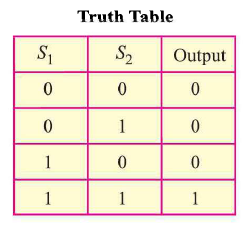 Truth Table
S₁ S₂ Output
0 0 0
0 1 0
1 0 0
1 1 1